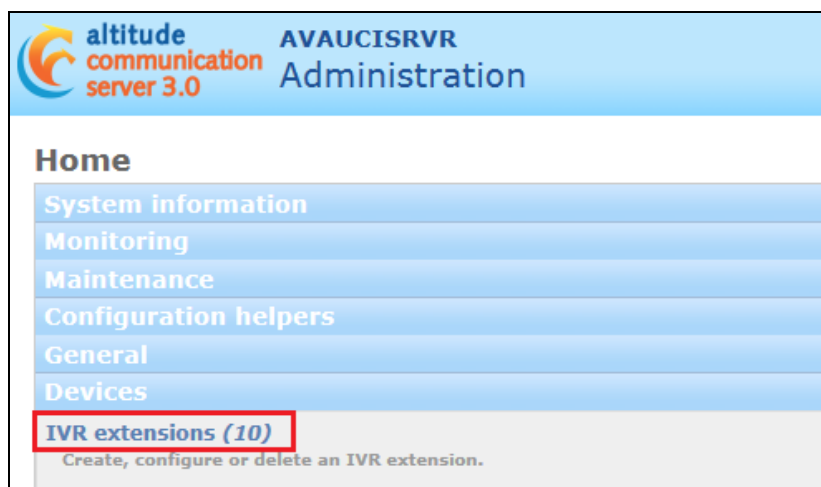 altitude
communication
server 3.0
AVAUCISRVR
Administration
Home
System information
Monitoring
Maintenance
Configuration helpers
General
Devices
IVR extensions (10)
Create, configure or delete an IVR extension.